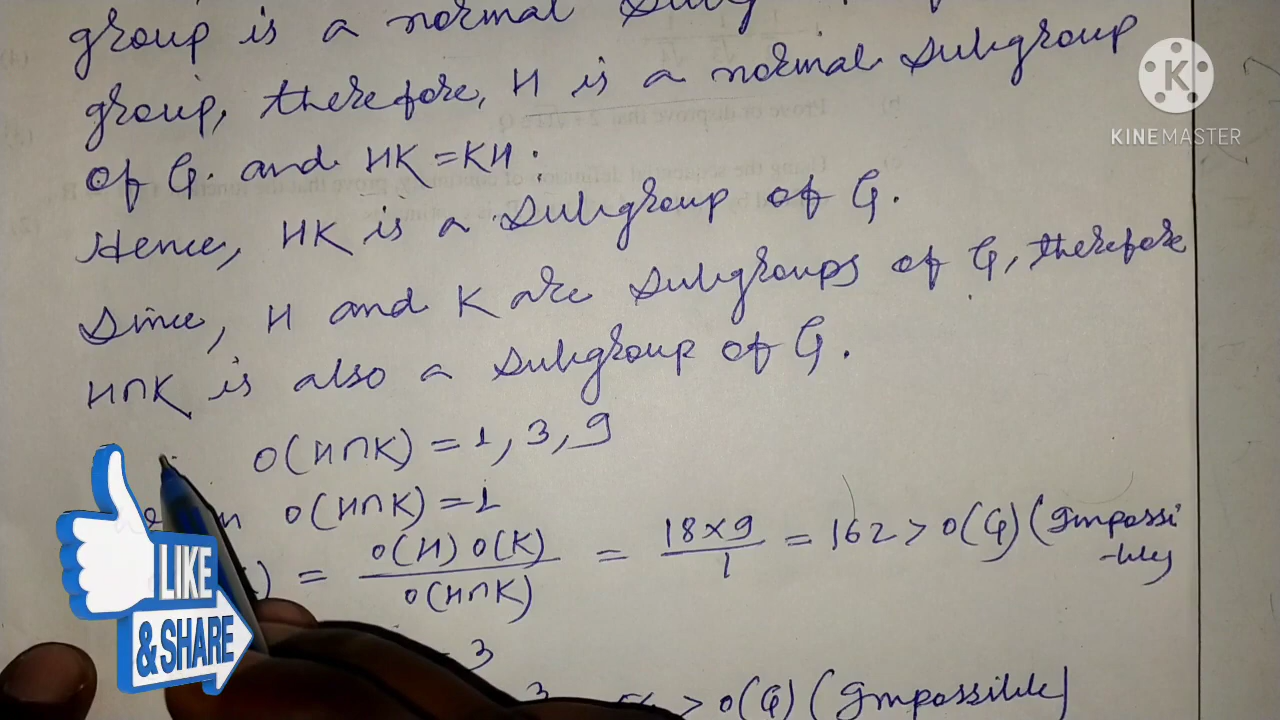 group is a normal
group, therefore, H is a normal subgroup
of G. and HK = KH.
Hence, HK is a subgroup of G.
Since, H and K are subgroups of G, therefore
H∩K is also a subgroup of G.
O(H∩K) = 1, 3, 9
O(H∩K) = 1
= O(H) O(K) / O(H∩K) = 18×9 / 1 = 162 > O(G) (Impossi
-bly
3
> O(G) (Impossible)
LIKE
& SHARE
K
KINEMASTER